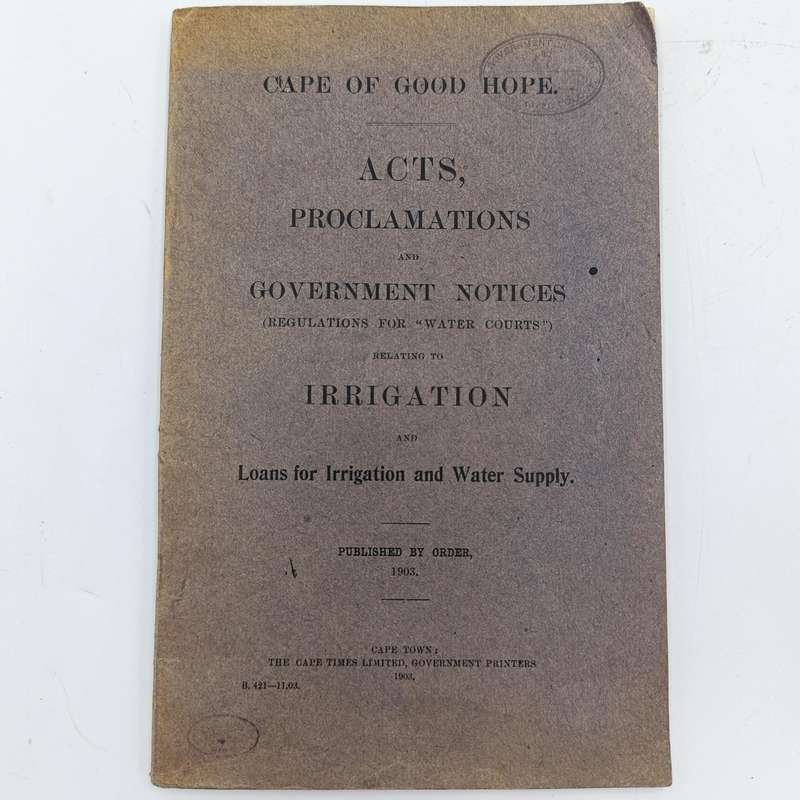 CAPE OF GOOD HOPE.
ACTS,
PROCLAMATIONS
AND
GOVERNMENT NOTICES
(REGULATIONS FOR "WATER COURTS")
RELATING TO
IRRIGATION
AND
Loans for Irrigation and Water Supply.
PUBLISHED BY ORDER,
1903.
CAPE TOWN:
THE CAPE TIMES LIMITED, GOVERNMENT PRINTERS
1903.
B. 421—11.03.